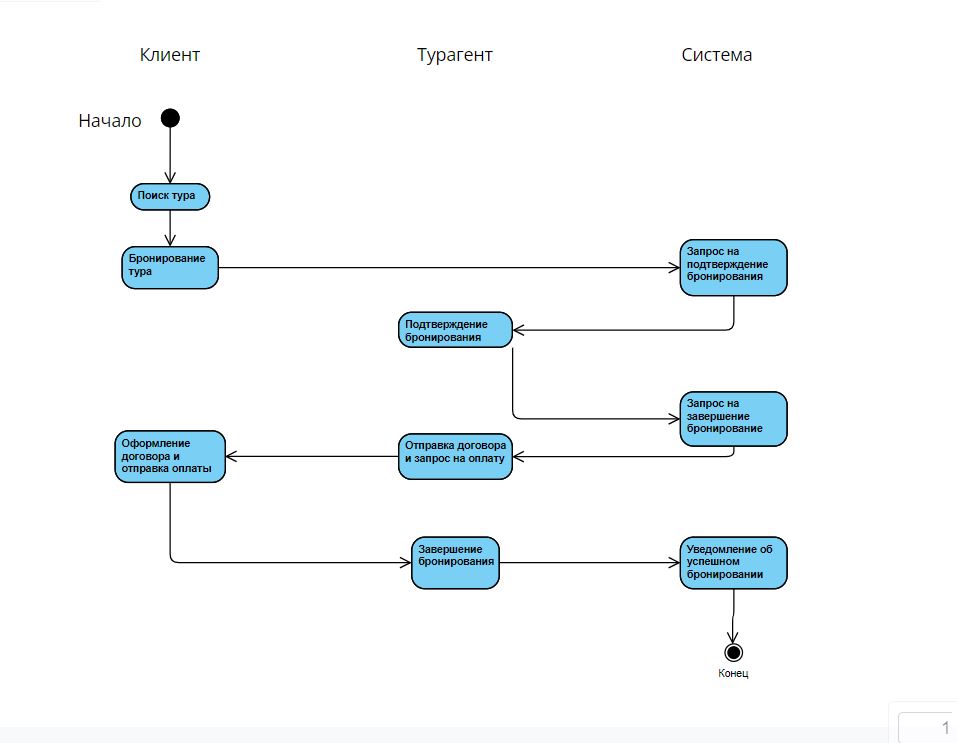 Клиент
Турагент
Система
Начало
Поиск тура
Бронирование
тура
Запрос на
подтверждение
бронирования
Подтверждение
бронирования
Запрос на
завершение
бронирование
Отправка договора
и запрос на оплату
Оформление
договора и
отправка оплаты
Завершение
бронирования
Уведомление об
успешном
бронировании
Конец
1